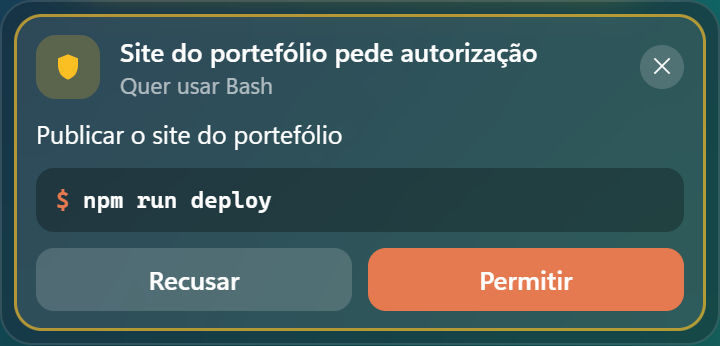 Site do portefólio pede autorização
Quer usar Bash
Publicar o site do portefólio
$ npm run deploy
Recusar
Permitir